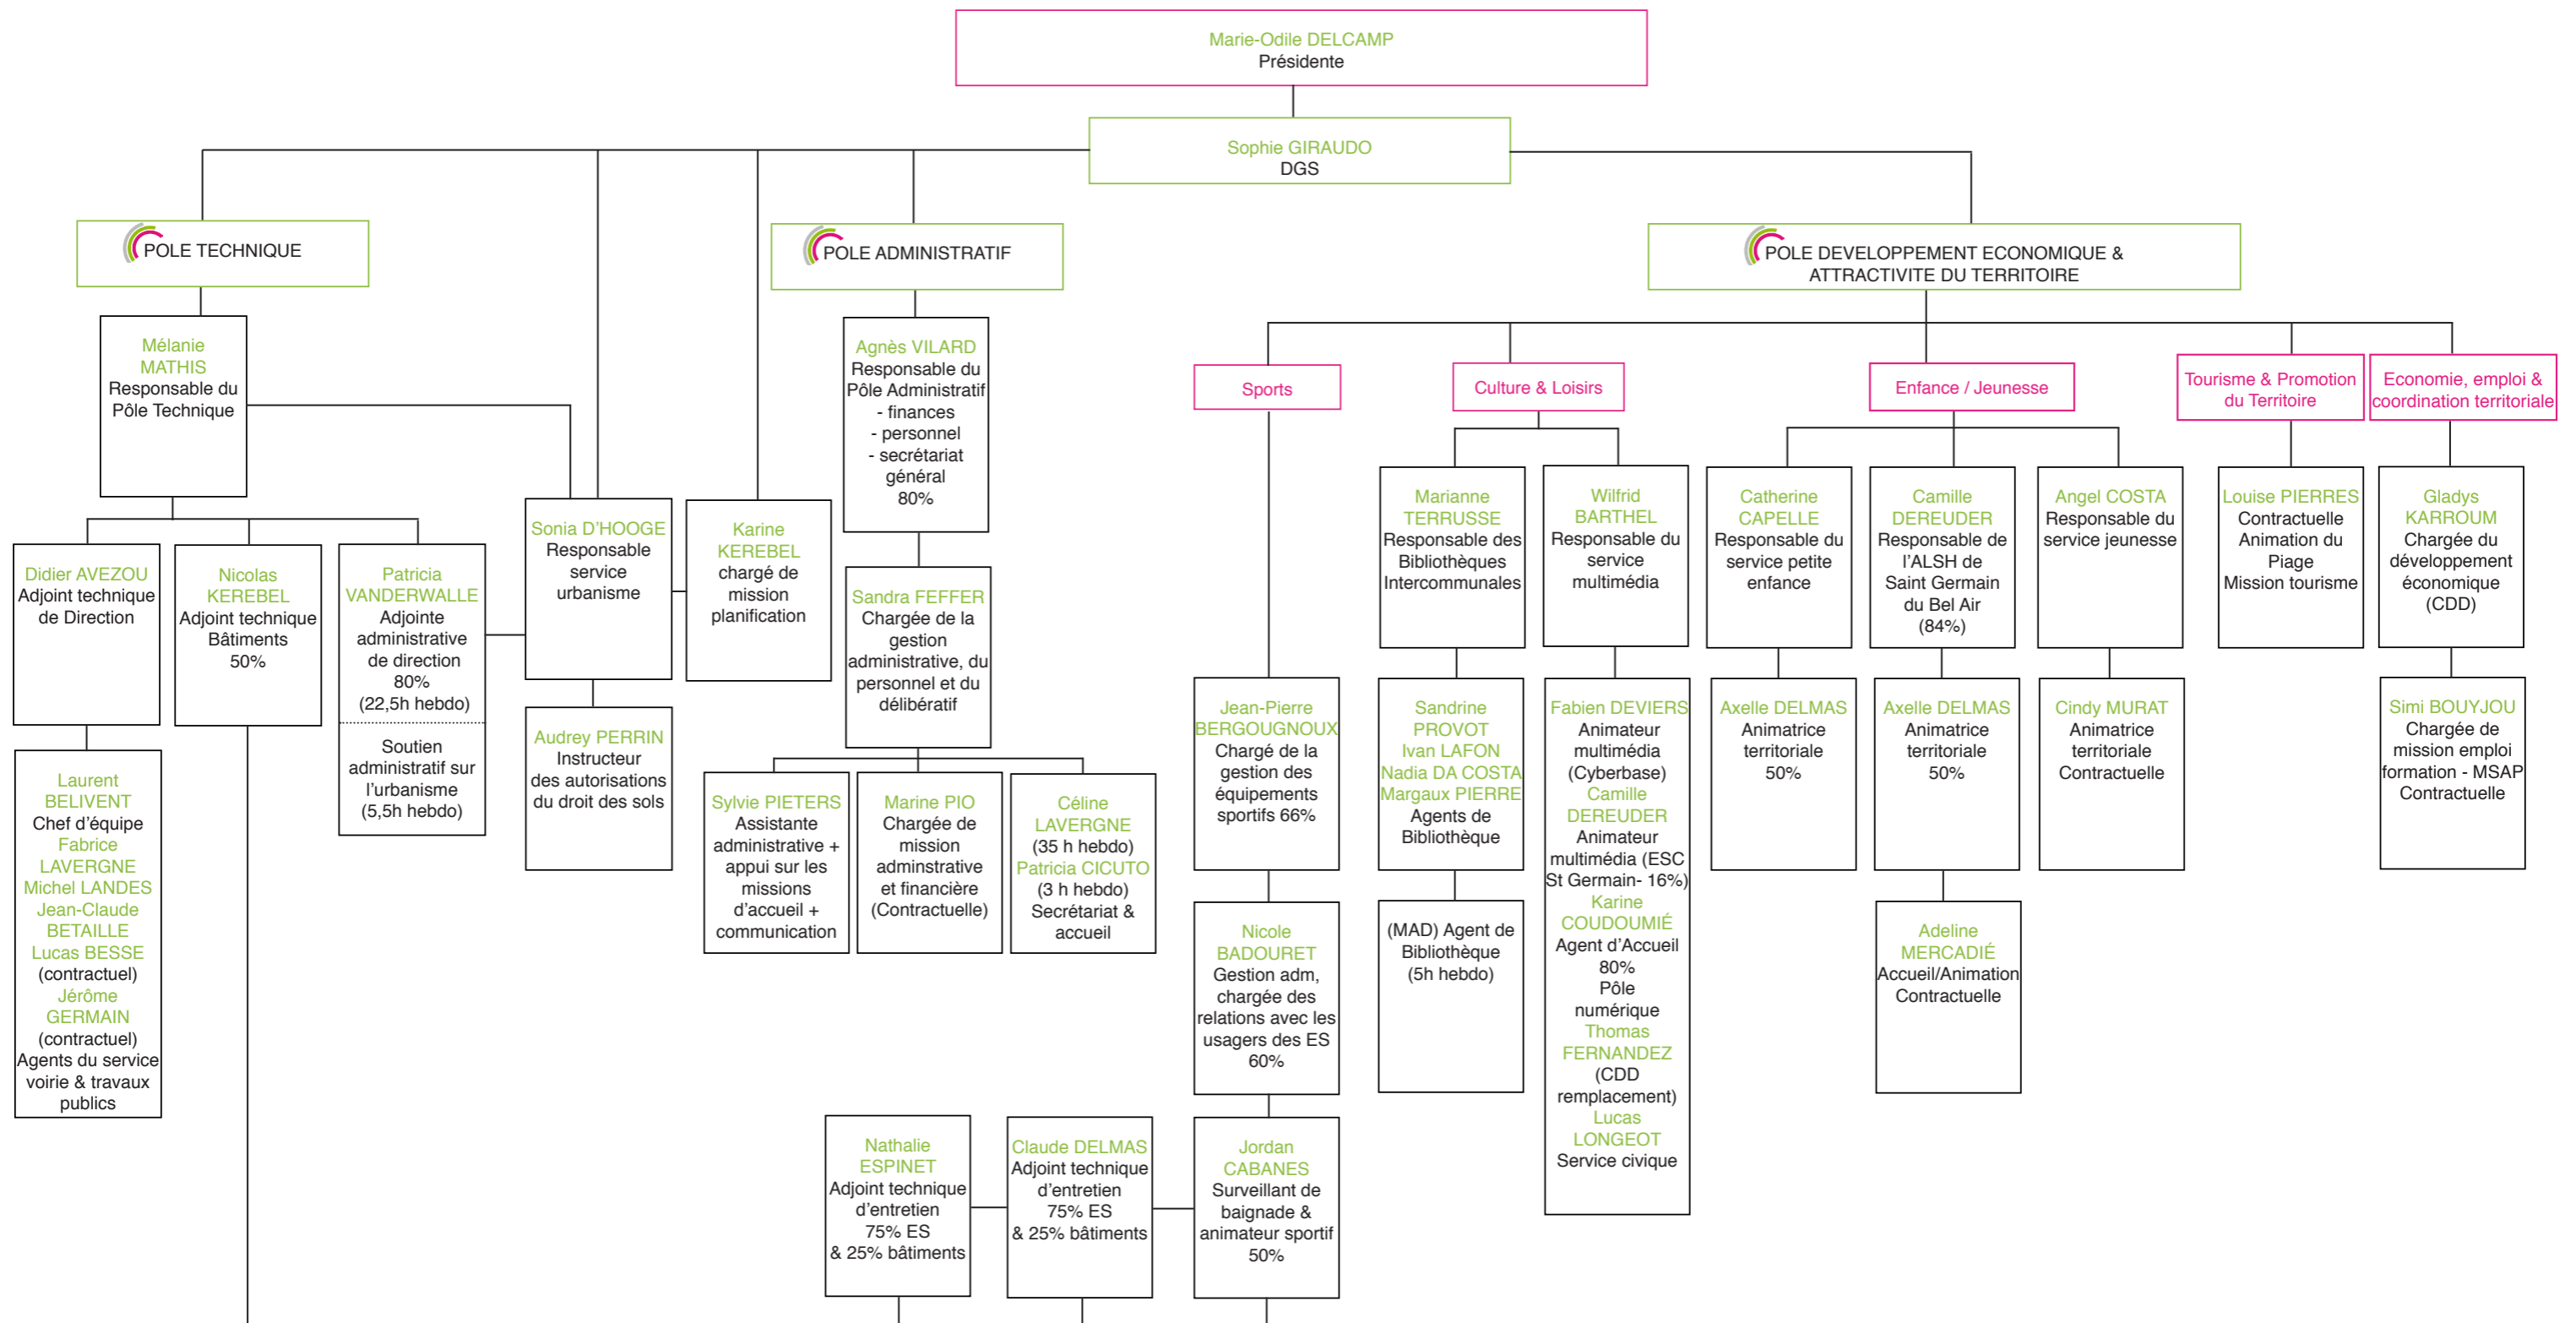 Marie-Odile DELCAMP
Présidente
Sophie GIRAUDO
DGS
POLE TECHNIQUE
POLE ADMINISTRATIF
POLE DEVELOPPEMENT ECONOMIQUE &
ATTRACTIVITE DU TERRITOIRE
Mélanie
MATHIS
Responsable du
Pôle Technique
Agnès VILARD
Responsable du
Pôle Administratif
- finances
- personnel
- secrétariat
général
80%
Sports
Culture & Loisirs
Enfance / Jeunesse
Tourisme & Promotion
du Territoire
Economie, emploi &
coordination territoriale
Didier AVEZOU
Adjoint technique
de Direction
Nicolas
KEREBEL
Adjoint technique
Bâtiments
50%
Patricia
VANDERWALLE
Adjointe
administrative
de direction
80%
(22,5h hebdo)
Soutien
administratif sur
l'urbanisme
(5,5h hebdo)
Sonia D'HOOGE
Responsable
service
urbanisme
Karine
KEREBEL
chargé de
mission
planification
Sandra FEFFER
Chargée de la
gestion
administrative, du
personnel et du
délibératif
Marianne
TERRUSSE
Responsable des
Bibliothèques
Intercommunales
Wilfrid
BARTHEL
Responsable du
service
multimédia
Catherine
CAPELLE
Responsable du
service petite
enfance
Camille
DEREUDER
Responsable de
l'ALSH de
Saint Germain
du Bel Air
(84%)
Angel COSTA
Responsable du
service jeunesse
Louise PIERRES
Contractuelle
Animation du
Piage
Mission tourisme
Gladys
KARROUM
Chargée du
développement
économique
(CDD)
Laurent
BELIVENT
Chef d'équipe
Fabrice
LAVERGNE
Michel LANDES
Jean-Claude
BETAILLE
Lucas BESSE
(contractuel)
Jérôme
GERMAIN
(contractuel)
Agents du service
voirie & travaux
publics
Audrey PERRIN
Instructeur
des autorisations
du droit des sols
Sylvie PIETERS
Assistante
administrative +
appui sur les
missions
d'accueil +
communication
Marine PIO
Chargée de
mission
adminstrative
et financière
(Contractuelle)
Céline
LAVERGNE
(35 h hebdo)
Patricia CICUTO
(3 h hebdo)
Secrétariat &
accueil
Jean-Pierre
BERGOUGNOUX
Chargé de la
gestion des
équipements
sportifs 66%
Sandrine
PROVOT
Ivan LAFON
Nadia DA COSTA
Margaux PIERRE
Agents de
Bibliothèque
Fabien DEVIERS
Animateur
multimédia
(Cyberbase)
Camille
DEREUDER
Animateur
multimédia (ESC
St Germain- 16%)
Karine
COUDOUMIÉ
Agent d'Accueil
80%
Pôle
numérique
Thomas
FERNANDEZ
(CDD
remplacement)
Lucas
LONGEOT
Service civique
Axelle DELMAS
Animatrice
territoriale
50%
Axelle DELMAS
Animatrice
territoriale
50%
Cindy MURAT
Animatrice
territoriale
Contractuelle
Simi BOUYJOU
Chargée de
mission emploi
formation - MSAP
Contractuelle
Nicole
BADOURET
Gestion adm,
chargée des
relations avec les
usagers des ES
60%
(MAD) Agent de
Bibliothèque
(5h hebdo)
Adeline
MERCADIÉ
Accueil/Animation
Contractuelle
Nathalie
ESPINET
Adjoint technique
d'entretien
75% ES
& 25% bâtiments
Claude DELMAS
Adjoint technique
d'entretien
75% ES
& 25% bâtiments
Jordan
CABANES
Surveillant de
baignade &
animateur sportif
50%